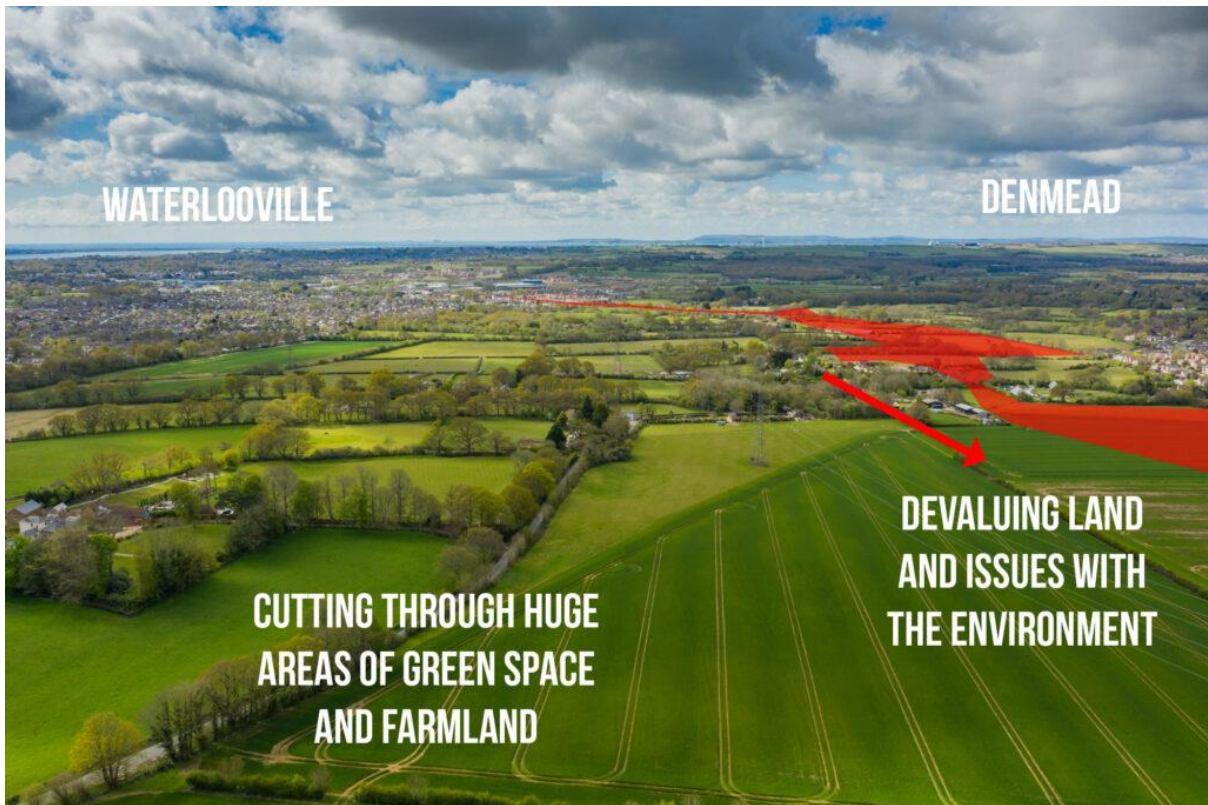 WATERLOOVILLE
DENMEAD
DEVALUING LAND
AND ISSUES WITH
THE ENVIRONMENT
CUTTING THROUGH HUGE
AREAS OF GREEN SPACE
AND FARMLAND